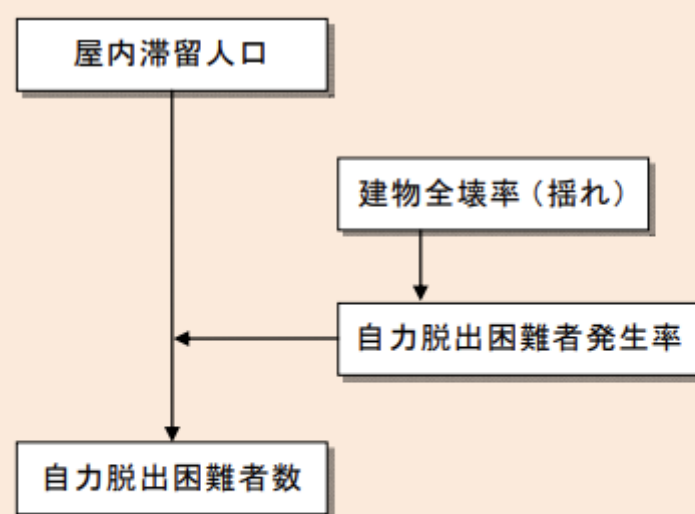 屋内滞留人口
建物全壊率（揺れ）
自力脱出困難者発生率
自力脱出困難者数